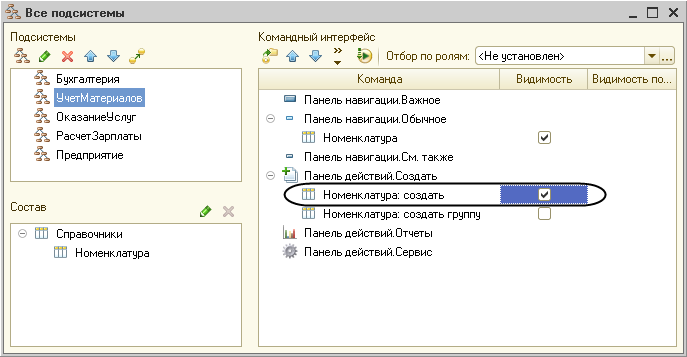 Все подсистемы
Подсистемы
Бухгалтерия
УчетМатериалов
ОказаниеУслуг
РасчетЗарплаты
Предприятие
Состав
Справочники
Номенклатура
Командный интерфейс
Отбор по ролям: <Не установлен>
Команда Видимость Видимость по...
Панель навигации.Важное
Панель навигации.Обычное
Номенклатура
Панель навигации.См. также
Панель действий.Создать
Номенклатура: создать
Номенклатура: создать группу
Панель действий.Отчеты
Панель действий.Сервис